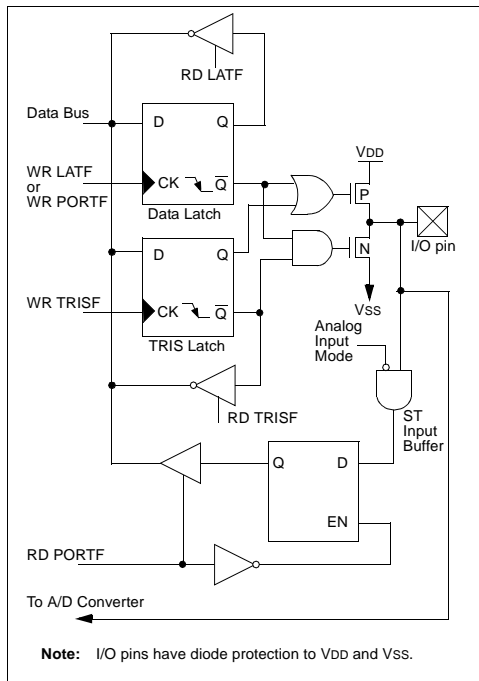 RD LATF
Data Bus
D Q
VDD
WR LATF
or
WR PORTF
CK Q
P
Data Latch
I/O pin
N
D Q
WR TRISF
CK Q
VSS
TRIS Latch
Analog
Input
Mode
RD TRISF
ST
Input
Buffer
Q D
EN
RD PORTF
To A/D Converter
Note: I/O pins have diode protection to VDD and VSS.